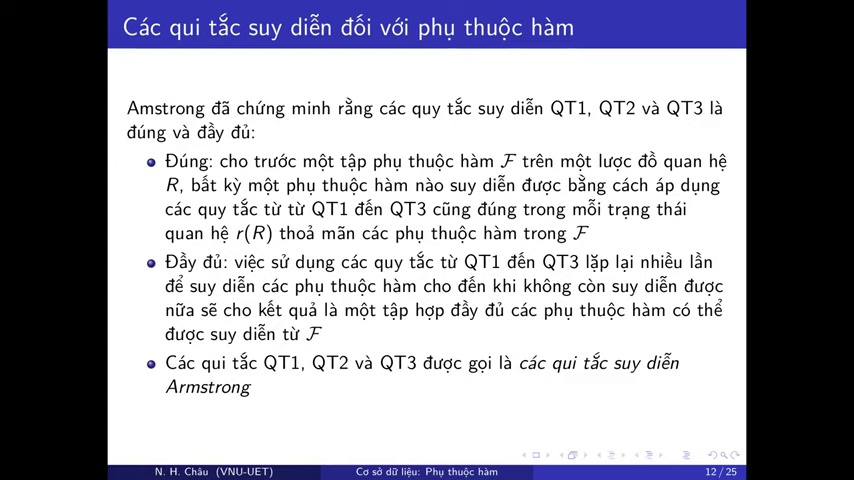 Các qui tắc suy diễn đối với phụ thuộc hàm
Amstrong đã chứng minh rằng các quy tắc suy diễn QT1, QT2 và QT3 là
đúng và đầy đủ:
Đúng: cho trước một tập phụ thuộc hàm ℱ trên một lược đồ quan hệ
R, bất kỳ một phụ thuộc hàm nào suy diễn được bằng cách áp dụng
các quy tắc từ từ QT1 đến QT3 cũng đúng trong mỗi trạng thái
quan hệ r(R) thoả mãn các phụ thuộc hàm trong ℱ
Đầy đủ: việc sử dụng các quy tắc từ QT1 đến QT3 lặp lại nhiều lần
để suy diễn các phụ thuộc hàm cho đến khi không còn suy diễn được
nữa sẽ cho kết quả là một tập hợp đầy đủ các phụ thuộc hàm có thể
được suy diễn từ ℱ
Các qui tắc QT1, QT2 và QT3 được gọi là các qui tắc suy diễn
Armstrong
N. H. Châu (VNU-UET)
Cơ sở dữ liệu: Phụ thuộc hàm
12 / 25